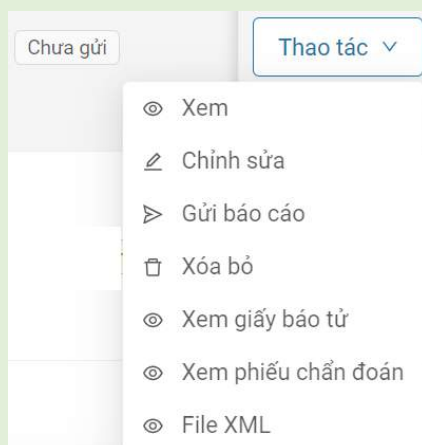 Chưa gửi
Thao tác
Xem
Chỉnh sửa
Gửi báo cáo
Xóa bỏ
Xem giấy báo tử
Xem phiếu chẩn đoán
File XML